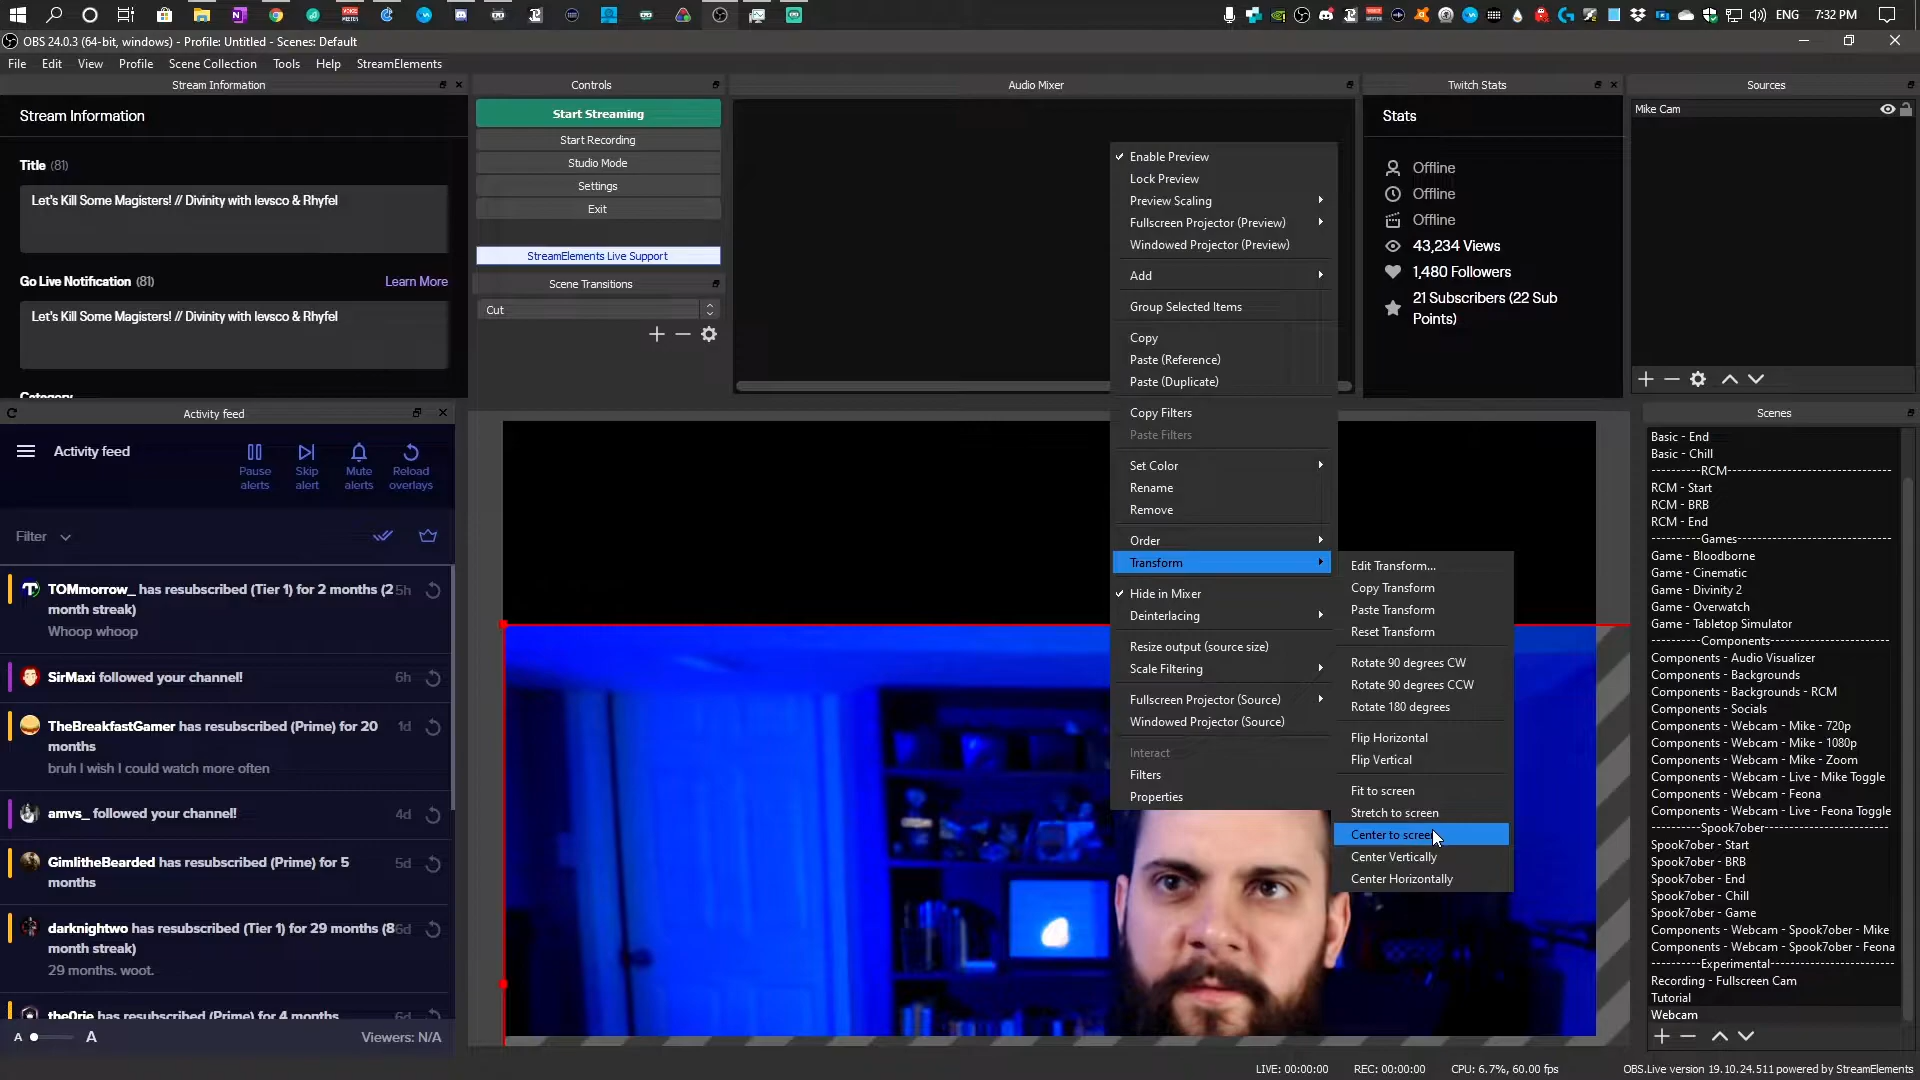 ENG
7:32 PM
OBS 24.0.3 (64-bit, windows) - Profile: Untitled - Scenes: Default
File Edit View Profile Scene Collection Tools Help StreamElements
Stream Information
Stream Information
Title (81)
Let's Kill Some Magisters! // Divinity with levsco & Rhyfel
Go Live Notification (81)
Learn More
Let's Kill Some Magisters! // Divinity with levsco & Rhyfel
Category
Controls
Start Streaming
Start Recording
Studio Mode
Settings
Exit
StreamElements Live Support
Scene Transitions
Cut
Audio Mixer
Twitch Stats
Stats
Offline
Offline
Offline
43,234 Views
1,480 Followers
21 Subscribers (22 Sub
Points)
Sources
Mike Cam
Activity feed
Activity feed
Pause
alerts
Skip
alert
Mute
alerts
Reload
overlays
Filter
TOMmorrow_ has resubscribed (Tier 1) for 2 months (2
5h
month streak)
Whoop whoop
SirMaxi followed your channel!
6h
TheBreakfastGamer has resubscribed (Prime) for 20
1d
months
bruh I wish I could watch more often
amvs_ followed your channel!
4d
GimlitheBearded has resubscribed (Prime) for 5
5d
months
darknightwo has resubscribed (Tier 1) for 29 months (8
6d
month streak)
29 months. woot.
the0rie has resubscribed (Prime) for 4 months
6d
A A
Viewers: N/A
Enable Preview
Lock Preview
Preview Scaling
Fullscreen Projector (Preview)
Windowed Projector (Preview)
Add
Group Selected Items
Copy
Paste (Reference)
Paste (Duplicate)
Copy Filters
Paste Filters
Set Color
Rename
Remove
Order
Transform
Hide in Mixer
Deinterlacing
Resize output (source size)
Scale Filtering
Fullscreen Projector (Source)
Windowed Projector (Source)
Interact
Filters
Properties
Edit Transform...
Copy Transform
Paste Transform
Reset Transform
Rotate 90 degrees CW
Rotate 90 degrees CCW
Rotate 180 degrees
Flip Horizontal
Flip Vertical
Fit to screen
Stretch to screen
Center to screen
Center Vertically
Center Horizontally
Scenes
Basic - End
Basic - Chill
----------RCM---------------------------------
RCM - Start
RCM - BRB
RCM - End
----------Games-------------------------------
Game - Bloodborne
Game - Cinematic
Game - Divinity 2
Game - Overwatch
Game - Tabletop Simulator
----------Components------------------------
Components - Audio Visualizer
Components - Backgrounds
Components - Backgrounds - RCM
Components - Socials
Components - Webcam - Mike - 720p
Components - Webcam - Mike - 1080p
Components - Webcam - Mike - Zoom
Components - Webcam - Live - Mike Toggle
Components - Webcam - Feona
Components - Webcam - Live - Feona Toggle
----------Spook7ober--------------------------
Spook7ober - Start
Spook7ober - BRB
Spook7ober - End
Spook7ober - Chill
Spook7ober - Game
Components - Webcam - Spook7ober - Mike
Components - Webcam - Spook7ober - Feona
----------Experimental-------------------------
Recording - Fullscreen Cam
Tutorial
Webcam
LIVE: 00:00:00
REC: 00:00:00
CPU: 6.7%, 60.00 fps
OBS.Live version 19.10.24.511 powered by StreamElements